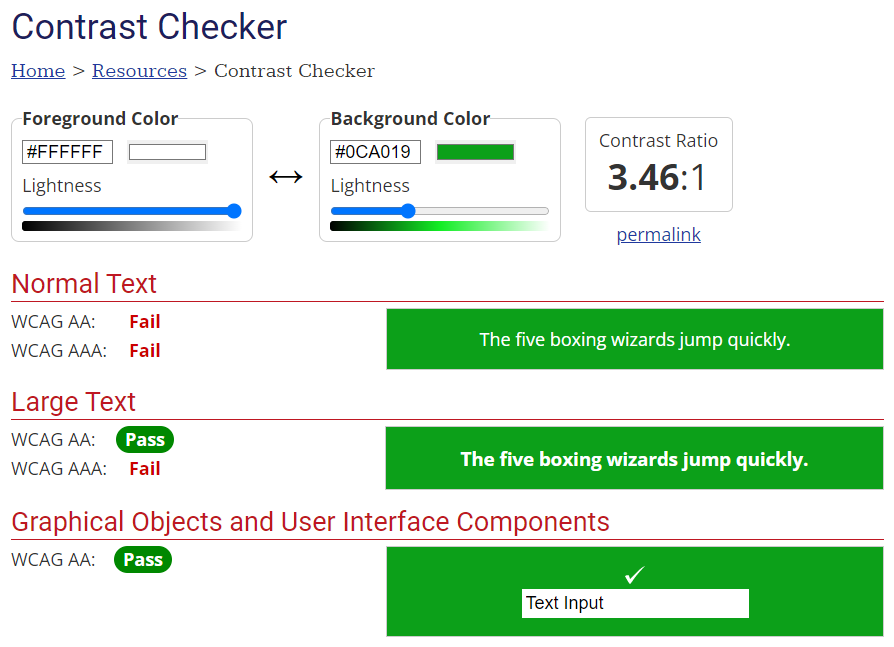 Contrast Checker
Home > Resources > Contrast Checker
Foreground Color
#FFFFFF
Lightness
Background Color
#0CA019
Lightness
Contrast Ratio
3.46:1
permalink
Normal Text
WCAG AA: Fail
WCAG AAA: Fail
The five boxing wizards jump quickly.
Large Text
WCAG AA: Pass
WCAG AAA: Fail
The five boxing wizards jump quickly.
Graphical Objects and User Interface Components
WCAG AA: Pass
Text Input